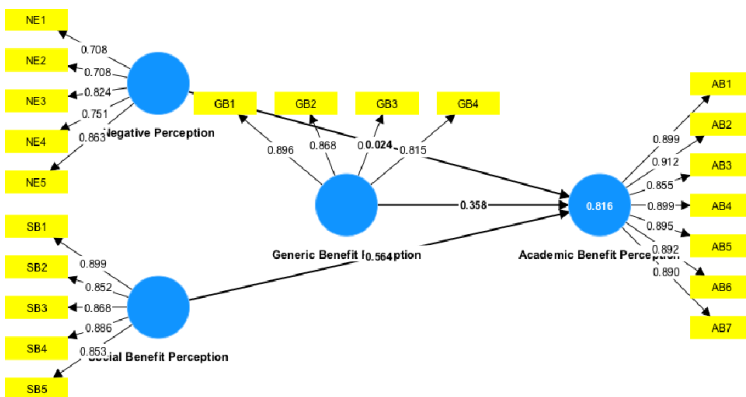 NE1
NE2
NE3
NE4
NE5
0.708
0.708
0.824
0.751
0.863
Negative Perception
GB1
GB2
GB3
GB4
0.896
0.868
0.024
0.815
Generic Benefit
0.358
0.564
SB1
SB2
SB3
SB4
SB5
0.899
0.852
0.868
0.886
0.853
Social Benefit Perception
0.816
Academic Benefit Perception
AB1
AB2
AB3
AB4
AB5
AB6
AB7
0.899
0.912
0.855
0.899
0.895
0.892
0.890